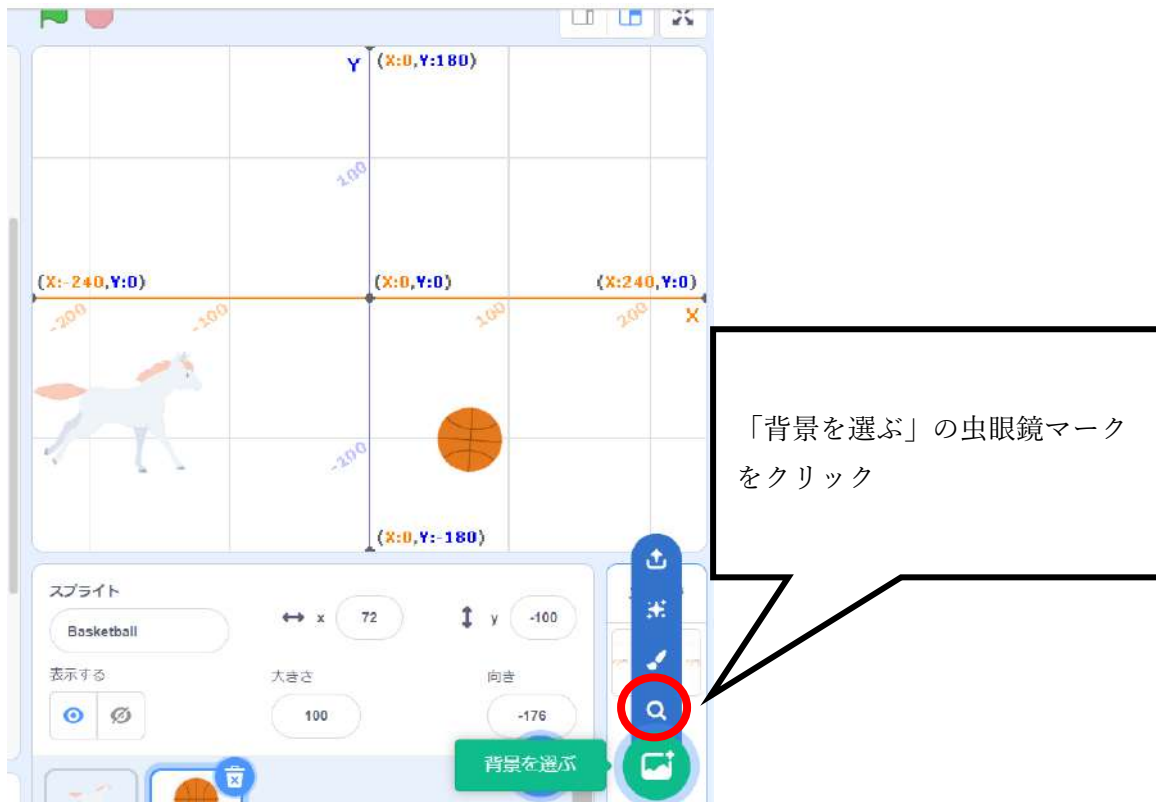 Y (X:0,Y:180)
100
(X:-240,Y:0) (X:0,Y:0) (X:240,Y:0)
-200 -100 100 200 X
-100
(X:0,Y:-180)
「背景を選ぶ」の虫眼鏡マーク
をクリック
スプライト
Basketball x 72 y -100
表示する 大きさ 向き
100 -176
背景を選ぶ